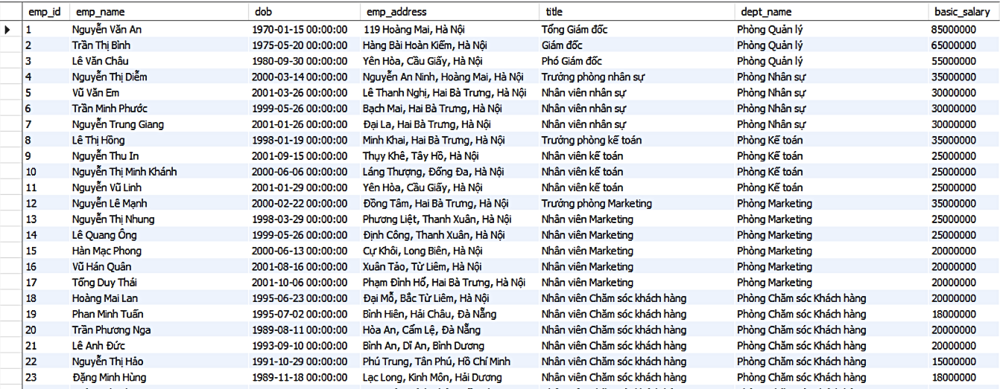 emp_id emp_name dob emp_address title dept_name basic_salary
1 Nguyễn Văn An 1970-01-15 00:00:00 119 Hoàng Mai, Hà Nội Tổng Giám đốc Phòng Quản lý 85000000
2 Trần Thị Bình 1975-05-20 00:00:00 Hàng Bài Hoàn Kiếm, Hà Nội Giám đốc Phòng Quản lý 65000000
3 Lê Văn Châu 1980-09-30 00:00:00 Yên Hòa, Cầu Giấy, Hà Nội Phó Giám đốc Phòng Quản lý 55000000
4 Nguyễn Thị Diễm 2000-03-14 00:00:00 Nguyễn An Ninh, Hoàng Mai, Hà Nội Trưởng phòng nhân sự Phòng Nhân sự 35000000
5 Vũ Văn Em 2001-03-26 00:00:00 Lê Thanh Nghị, Hai Bà Trưng, Hà Nội Nhân viên nhân sự Phòng Nhân sự 30000000
6 Trần Minh Phước 1999-05-26 00:00:00 Bạch Mai, Hai Bà Trưng, Hà Nội Nhân viên nhân sự Phòng Nhân sự 30000000
7 Nguyễn Trung Giang 2001-01-26 00:00:00 Đại La, Hai Bà Trưng, Hà Nội Nhân viên nhân sự Phòng Nhân sự 30000000
8 Lê Thị Hồng 1998-01-19 00:00:00 Minh Khai, Hai Bà Trưng, Hà Nội Trưởng phòng kế toán Phòng Kế toán 35000000
9 Nguyễn Thu In 2001-09-15 00:00:00 Thụy Khê, Tây Hồ, Hà Nội Nhân viên kế toán Phòng Kế toán 25000000
10 Nguyễn Thị Minh Khánh 2000-06-06 00:00:00 Láng Thượng, Đống Đa, Hà Nội Nhân viên kế toán Phòng Kế toán 25000000
11 Nguyễn Vũ Linh 2001-01-29 00:00:00 Yên Hòa, Cầu Giấy, Hà Nội Nhân viên kế toán Phòng Kế toán 25000000
12 Nguyễn Lê Mạnh 2000-02-22 00:00:00 Đồng Tâm, Hai Bà Trưng, Hà Nội Trưởng phòng Marketing Phòng Marketing 35000000
13 Nguyễn Thị Nhung 1998-03-29 00:00:00 Phương Liệt, Thanh Xuân, Hà Nội Nhân viên Marketing Phòng Marketing 25000000
14 Lê Quang Ông 1999-05-26 00:00:00 Định Công, Thanh Xuân, Hà Nội Nhân viên Marketing Phòng Marketing 25000000
15 Hàn Mạc Phong 2000-06-13 00:00:00 Cự Khối, Long Biên, Hà Nội Nhân viên Marketing Phòng Marketing 20000000
16 Vũ Hán Quân 2001-08-16 00:00:00 Xuân Tảo, Từ Liêm, Hà Nội Nhân viên Marketing Phòng Marketing 20000000
17 Tống Duy Thái 2001-10-06 00:00:00 Phạm Đình Hổ, Hai Bà Trưng, Hà Nội Nhân viên Marketing Phòng Marketing 20000000
18 Hoàng Mai Lan 1995-06-23 00:00:00 Đại Mỗ, Bắc Từ Liêm, Hà Nội Nhân viên Chăm sóc khách hàng Phòng Chăm sóc Khách hàng 20000000
19 Phan Minh Tuấn 1995-07-02 00:00:00 Bình Hiên, Hải Châu, Đà Nẵng Nhân viên Chăm sóc khách hàng Phòng Chăm sóc Khách hàng 18000000
20 Trần Phương Nga 1989-08-11 00:00:00 Hòa An, Cẩm Lệ, Đà Nẵng Nhân viên Chăm sóc khách hàng Phòng Chăm sóc Khách hàng 20000000
21 Lê Anh Đức 1993-09-10 00:00:00 Bình An, Dĩ An, Bình Dương Nhân viên Chăm sóc khách hàng Phòng Chăm sóc Khách hàng 20000000
22 Nguyễn Thị Hảo 1991-10-29 00:00:00 Phú Trung, Tân Phú, Hồ Chí Minh Nhân viên Chăm sóc khách hàng Phòng Chăm sóc Khách hàng 15000000
23 Đặng Minh Hùng 1989-11-18 00:00:00 Lạc Long, Kinh Môn, Hải Dương Nhân viên Chăm sóc khách hàng Phòng Chăm sóc Khách hàng 18000000